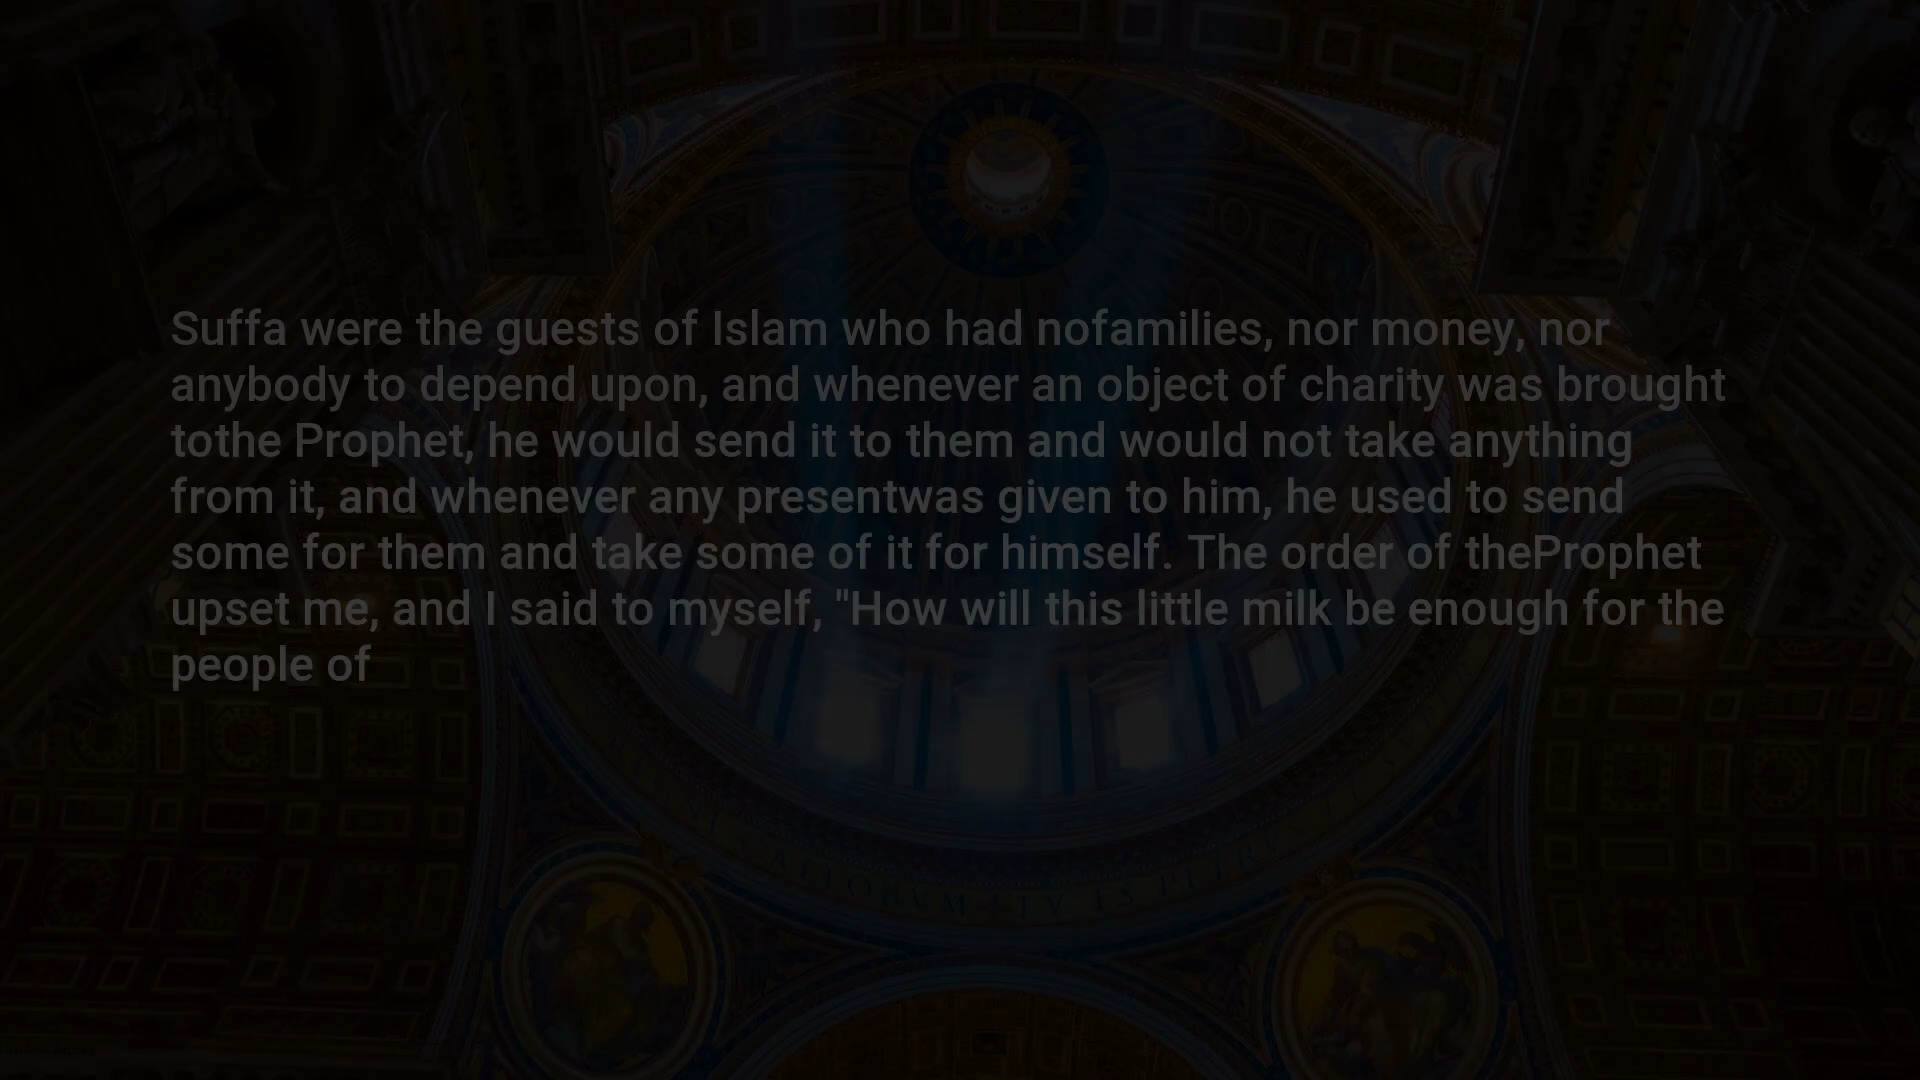 Suffa were the guests of Islam who had nofamilies, nor money, nor
anybody to depend upon, and whenever an object of charity was brought
tothe Prophet, he would send it to them and would not take anything
from it, and whenever any presentwas given to him, he used to send
some for them and take some of it for himself. The order of theProphet
upset me, and I said to myself, "How will this little milk be enough for the
people of